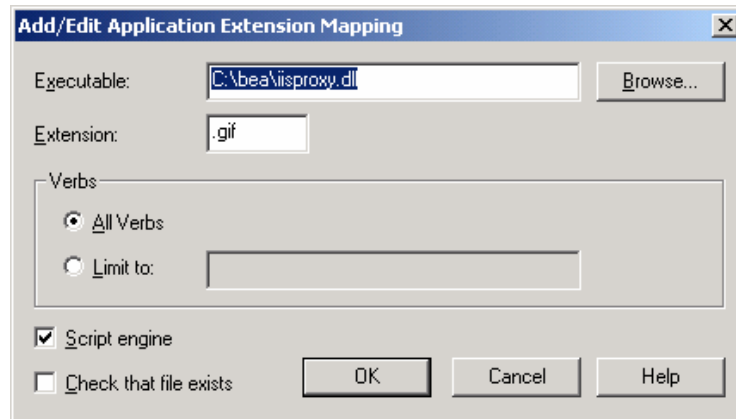 Add/Edit Application Extension Mapping
Executable: C:\bea\iisproxy.dll Browse...
Extension: .gif
Verbs
All Verbs
Limit to:
Script engine
Check that file exists OK Cancel Help